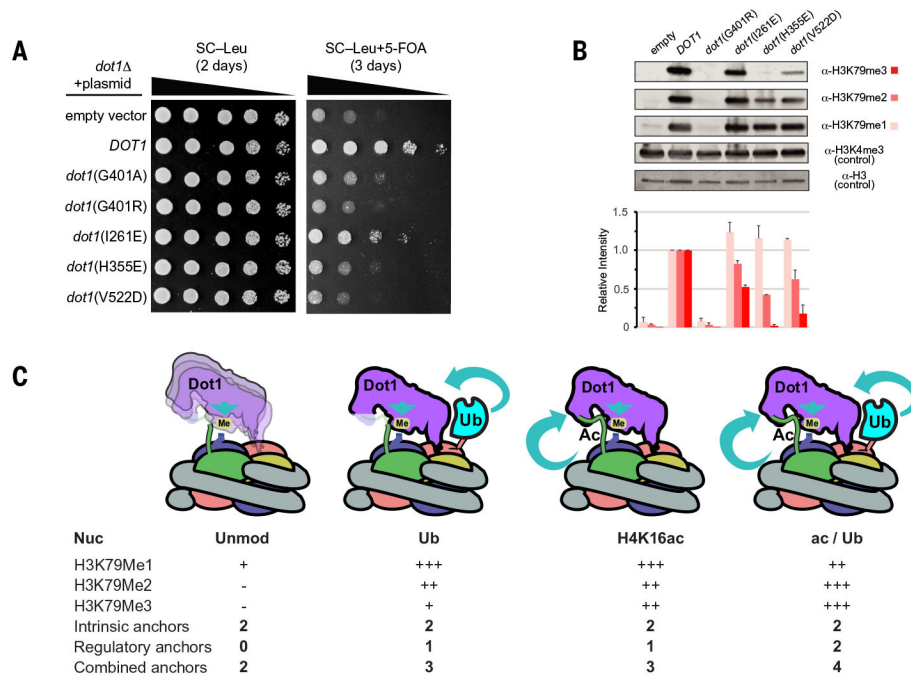 A
dot1Δ
+plasmid
SC–Leu
(2 days)
SC–Leu+5-FOA
(3 days)
empty vector
DOT1
dot1(G401A)
dot1(G401R)
dot1(I261E)
dot1(H355E)
dot1(V522D)
B
empty
DOT1
dot1(G401R)
dot1(I261E)
dot1(H355E)
dot1(V522D)
α-H3K79me3
α-H3K79me2
α-H3K79me1
α-H3K4me3
(control)
α-H3
(control)
Relative Intensity
1.5
1.0
0.5
0
C
Dot1
Me
Dot1
Me
Ub
Dot1
Me
Ac
Dot1
Me
Ac
Ub
Nuc Unmod Ub H4K16ac ac / Ub
H3K79Me1 + +++ +++ ++
H3K79Me2 - ++ ++ +++
H3K79Me3 - + ++ +++
Intrinsic anchors 2 2 2 2
Regulatory anchors 0 1 1 2
Combined anchors 2 3 3 4